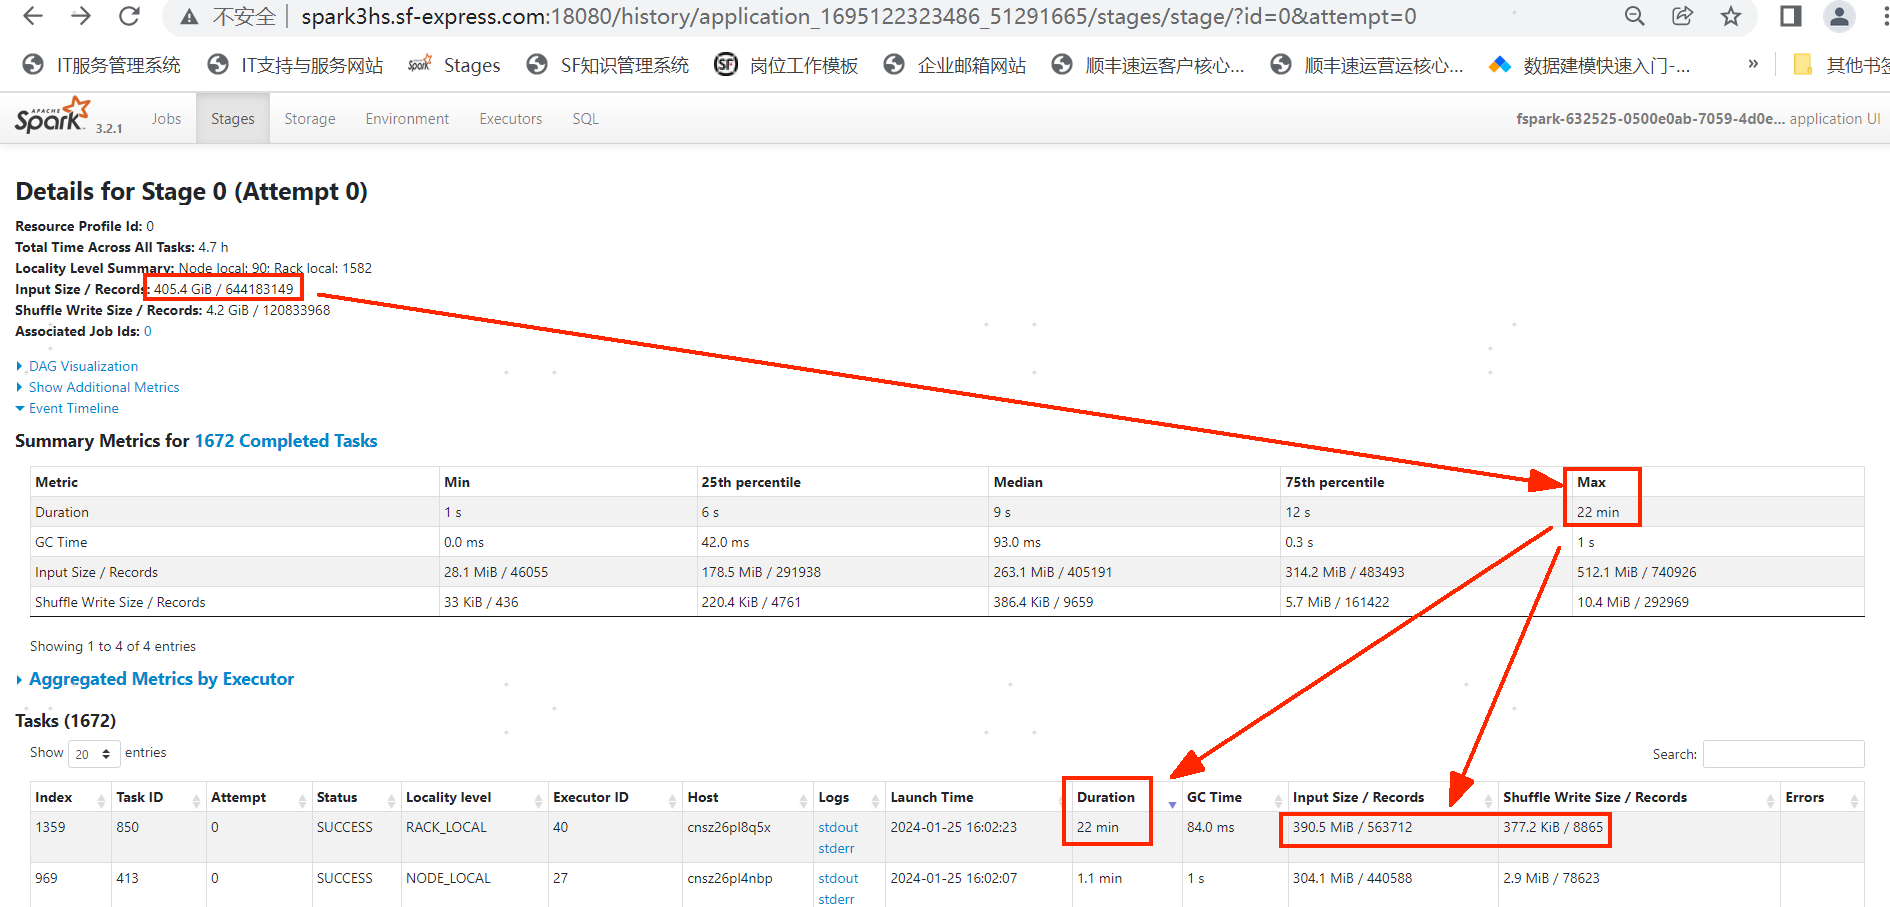 不安全 spark3hs.sf-express.com:18080/history/application_1695122323486_51291665/stages/stage/?id=0&attempt=0
IT服务管理系统 IT支持与服务网站 Spark Stages SF知识管理系统 SF 岗位工作模板 企业邮箱网站 顺丰速运客户核心... 顺丰速运营运核心... 数据建模快速入门-... » 其他书签
APACHE Spark 3.2.1 Jobs Stages Storage Environment Executors SQL fspark-632525-0500e0ab-7059-4d0e... application UI
Details for Stage 0 (Attempt 0)
Resource Profile Id: 0
Total Time Across All Tasks: 4.7 h
Locality Level Summary: Node local: 90; Rack local: 1582
Input Size / Records: 405.4 GiB / 644183149
Shuffle Write Size / Records: 4.2 GiB / 120833968
Associated Job Ids: 0
DAG Visualization
Show Additional Metrics
Event Timeline
Summary Metrics for 1672 Completed Tasks
Metric Min 25th percentile Median 75th percentile Max
Duration 1 s 6 s 9 s 12 s 22 min
GC Time 0.0 ms 42.0 ms 93.0 ms 0.3 s 1 s
Input Size / Records 28.1 MiB / 46055 178.5 MiB / 291938 263.1 MiB / 405191 314.2 MiB / 483493 512.1 MiB / 740926
Shuffle Write Size / Records 33 KiB / 436 220.4 KiB / 4761 386.4 KiB / 9659 5.7 MiB / 161422 10.4 MiB / 292969
Showing 1 to 4 of 4 entries
Aggregated Metrics by Executor
Tasks (1672)
Show 20 entries Search:
Index Task ID Attempt Status Locality level Executor ID Host Logs Launch Time Duration GC Time Input Size / Records Shuffle Write Size / Records Errors
1359 850 0 SUCCESS RACK_LOCAL 40 cnsz26pl8q5x stdout 2024-01-25 16:02:23 22 min 84.0 ms 390.5 MiB / 563712 377.2 KiB / 8865
stderr
969 413 0 SUCCESS NODE_LOCAL 27 cnsz26pl4nbp stdout 2024-01-25 16:02:07 1.1 min 1 s 304.1 MiB / 440588 2.9 MiB / 78623
stderr